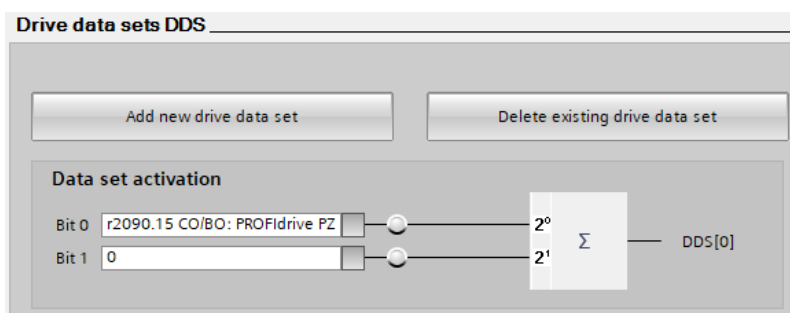 Drive data sets DDS
Add new drive data set Delete existing drive data set
Data set activation
Bit 0 r2090.15 CO/BO: PROFIdrive PZ 2⁰
Σ DDS[0]
Bit 1 0 2¹